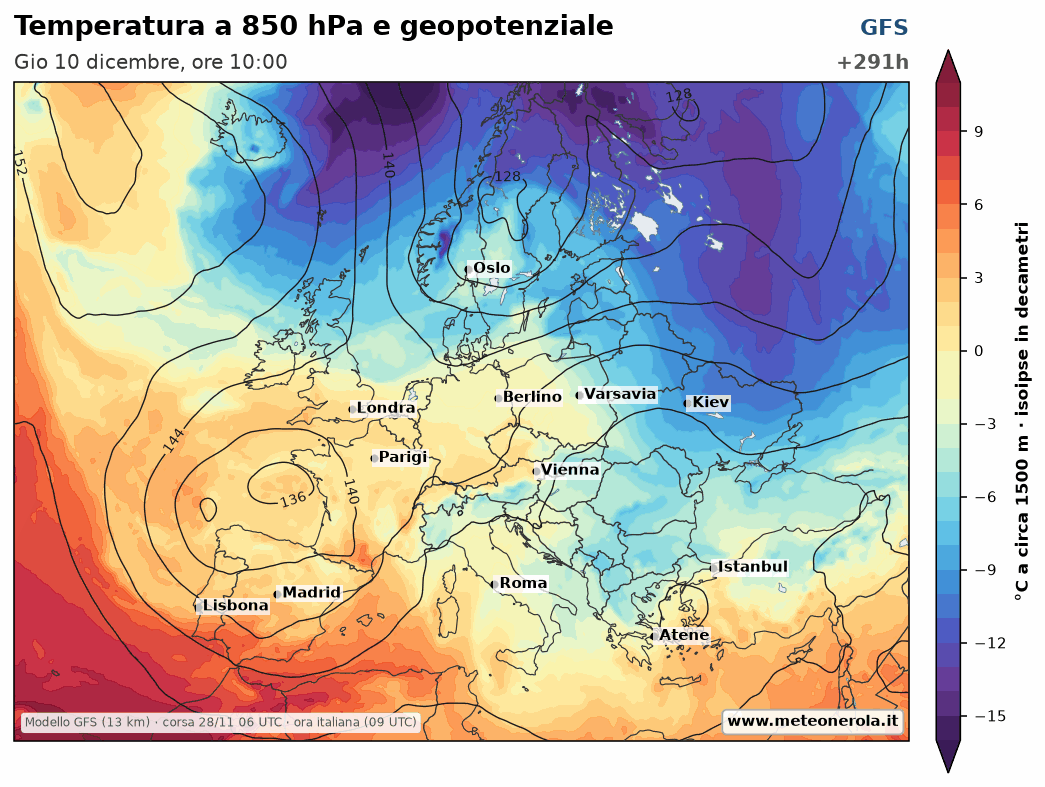 Temperatura a 850 hPa e geopotenziale
GFS
Gio 10 dicembre, ore 10:00
+291h
128
152
140
128
Oslo
9
6
3
0
−3
−6
−9
−12
−15
°C a circa 1500 m · isoipse in decametri
Berlino
Varsavia
Kiev
Londra
144
Parigi
Vienna
136
140
Istanbul
Roma
Madrid
Lisbona
Atene
Modello GFS (13 km) · corsa 28/11 06 UTC · ora italiana (09 UTC)
www.meteonerola.it